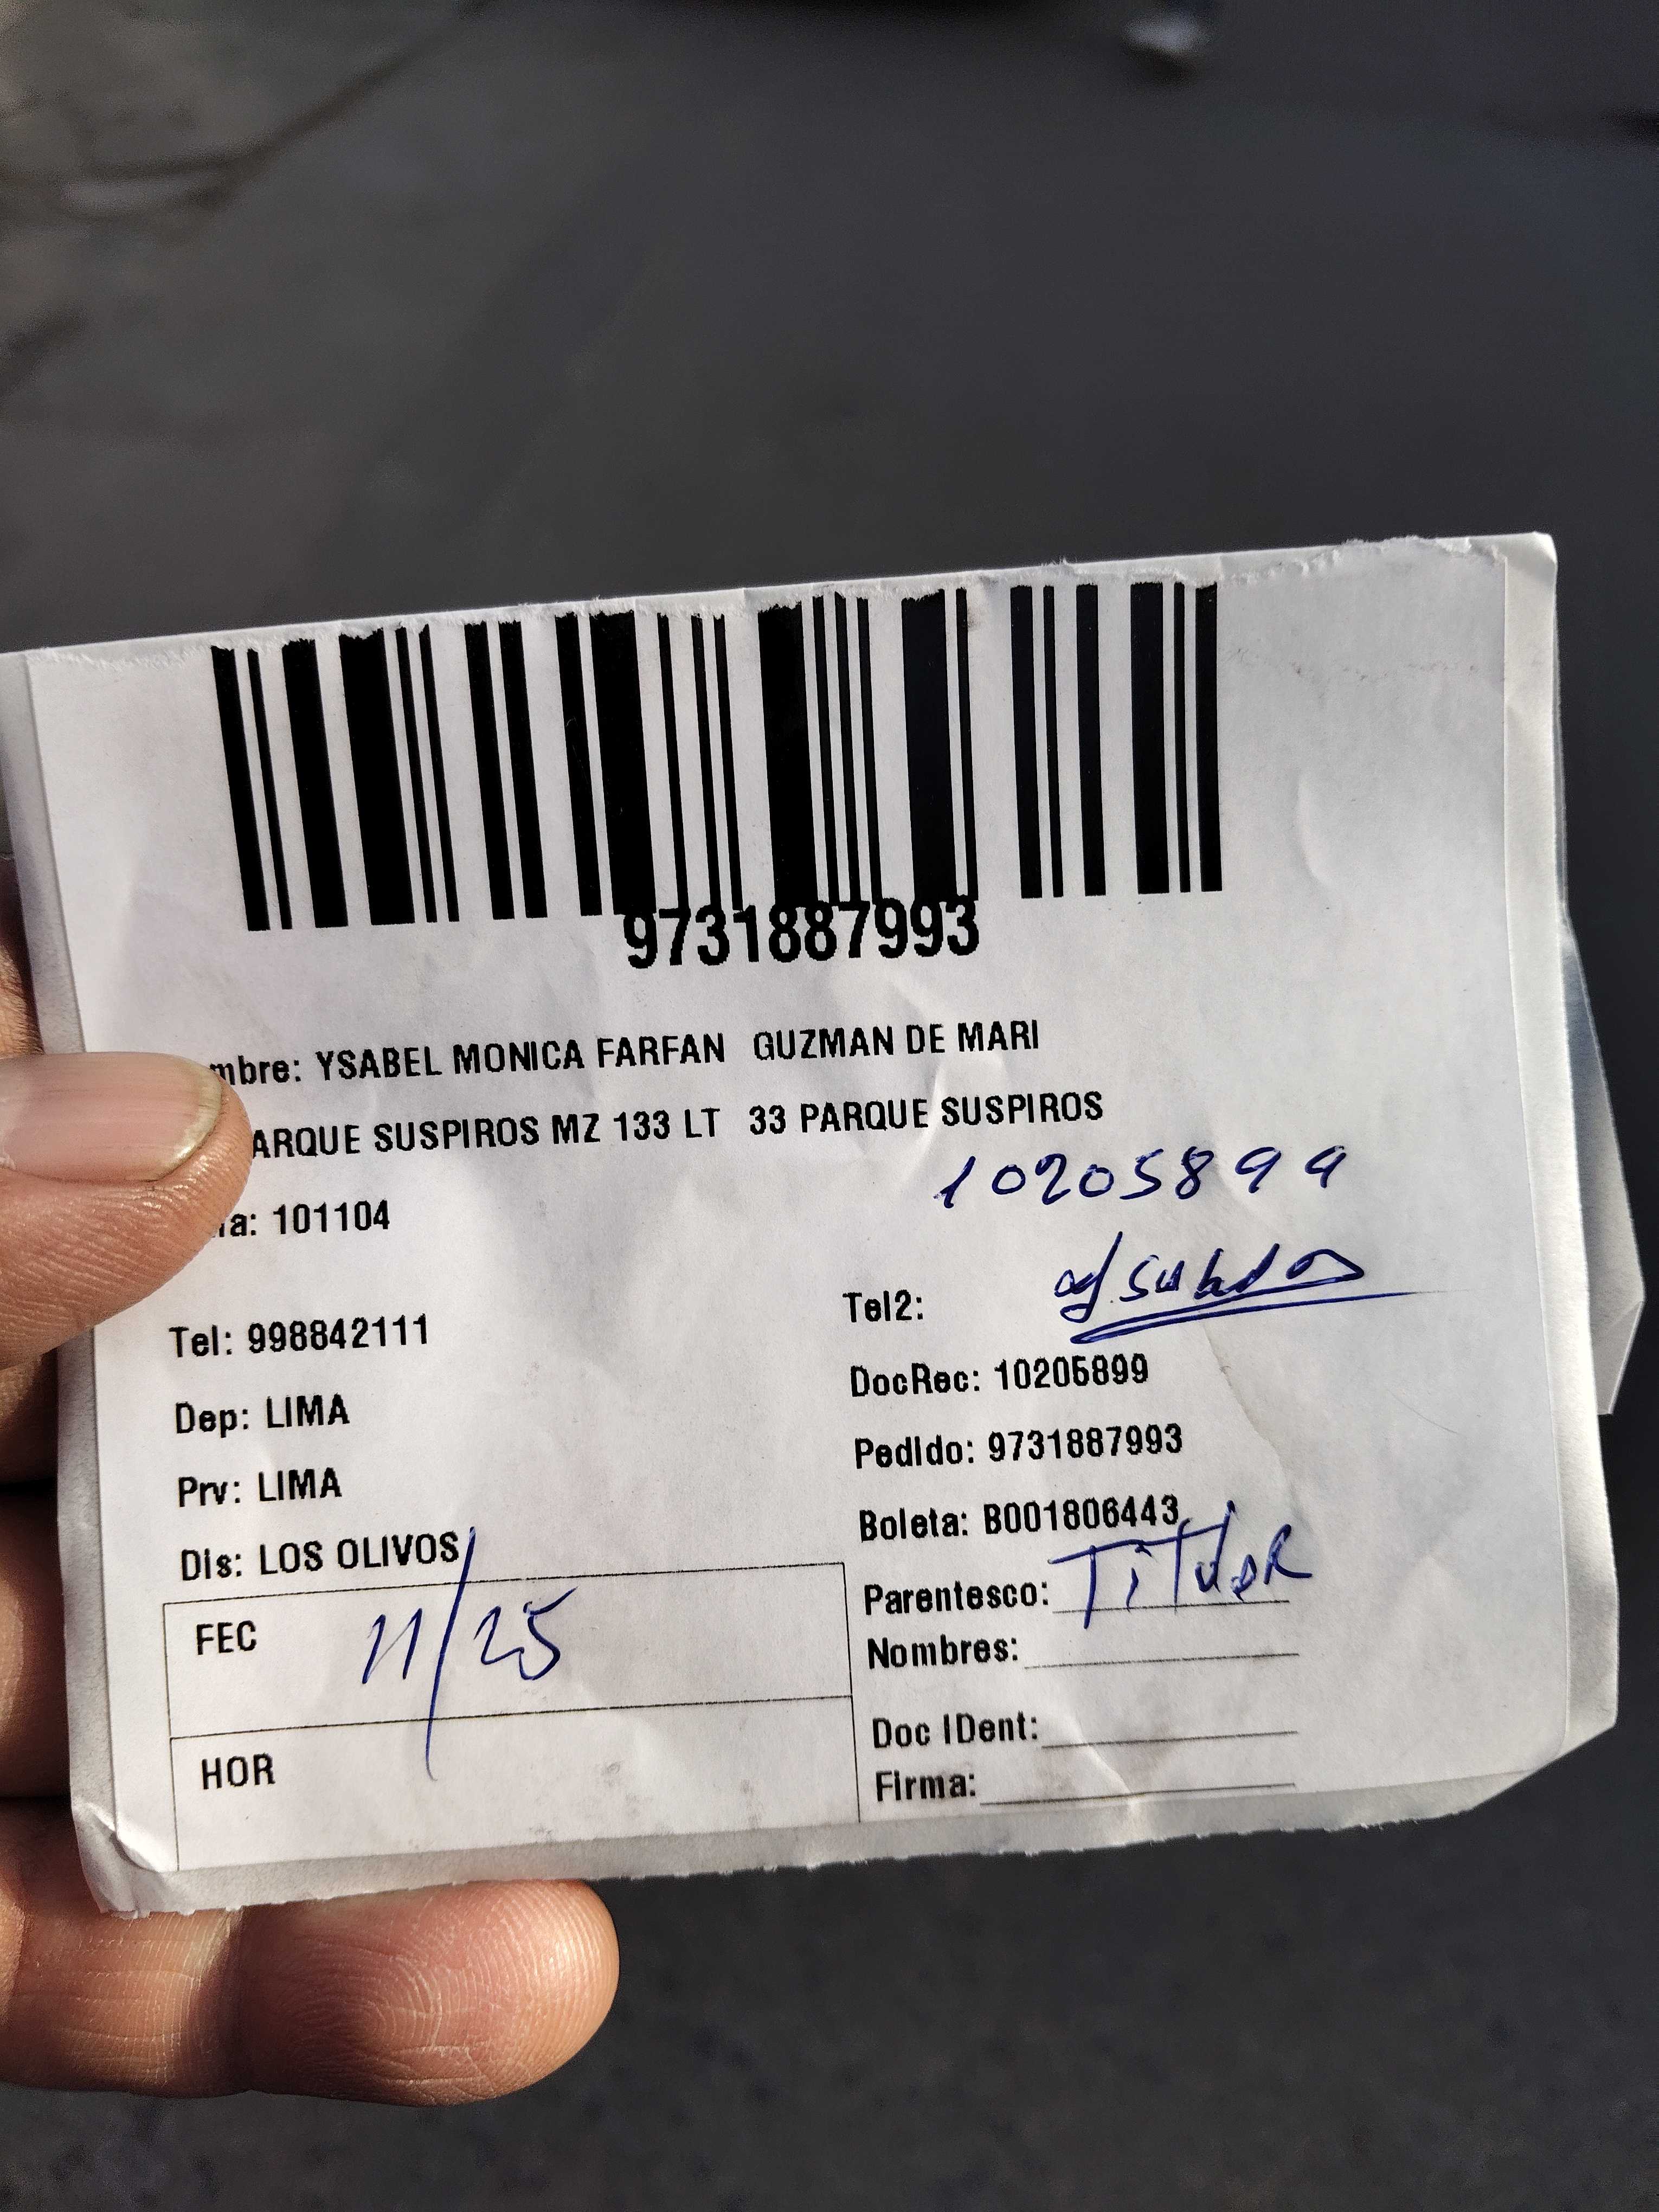 9731887993
mbre: YSABEL MONICA FARFAN GUZMAN DE MARI
ARQUE SUSPIROS MZ 133 LT 33 PARQUE SUSPIROS
10205899
ia: 101104
Tel: 998842111
Tel2:
Dep: LIMA
DocRec: 10205899
Prv: LIMA
Pedido: 9731887993
Dis: LOS OLIVOS
Boleta: B001806443
FEC 11/25
Parentesco: TiTULAR
Nombres:
HOR
Doc IDent:
Firma: